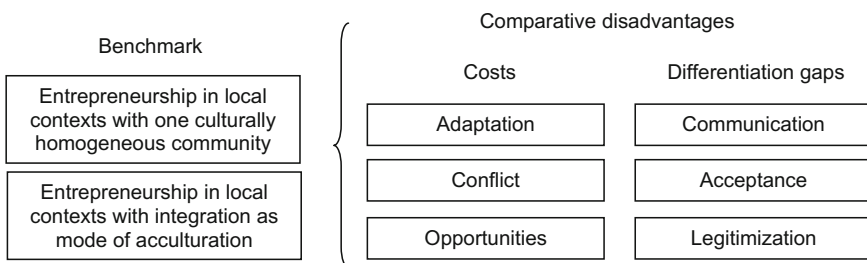 Comparative disadvantages
Benchmark
Costs
Differentiation gaps
Entrepreneurship in local
contexts with one culturally
homogeneous community
Adaptation
Communication
Entrepreneurship in local
contexts with integration as
mode of acculturation
Conflict
Acceptance
Opportunities
Legitimization